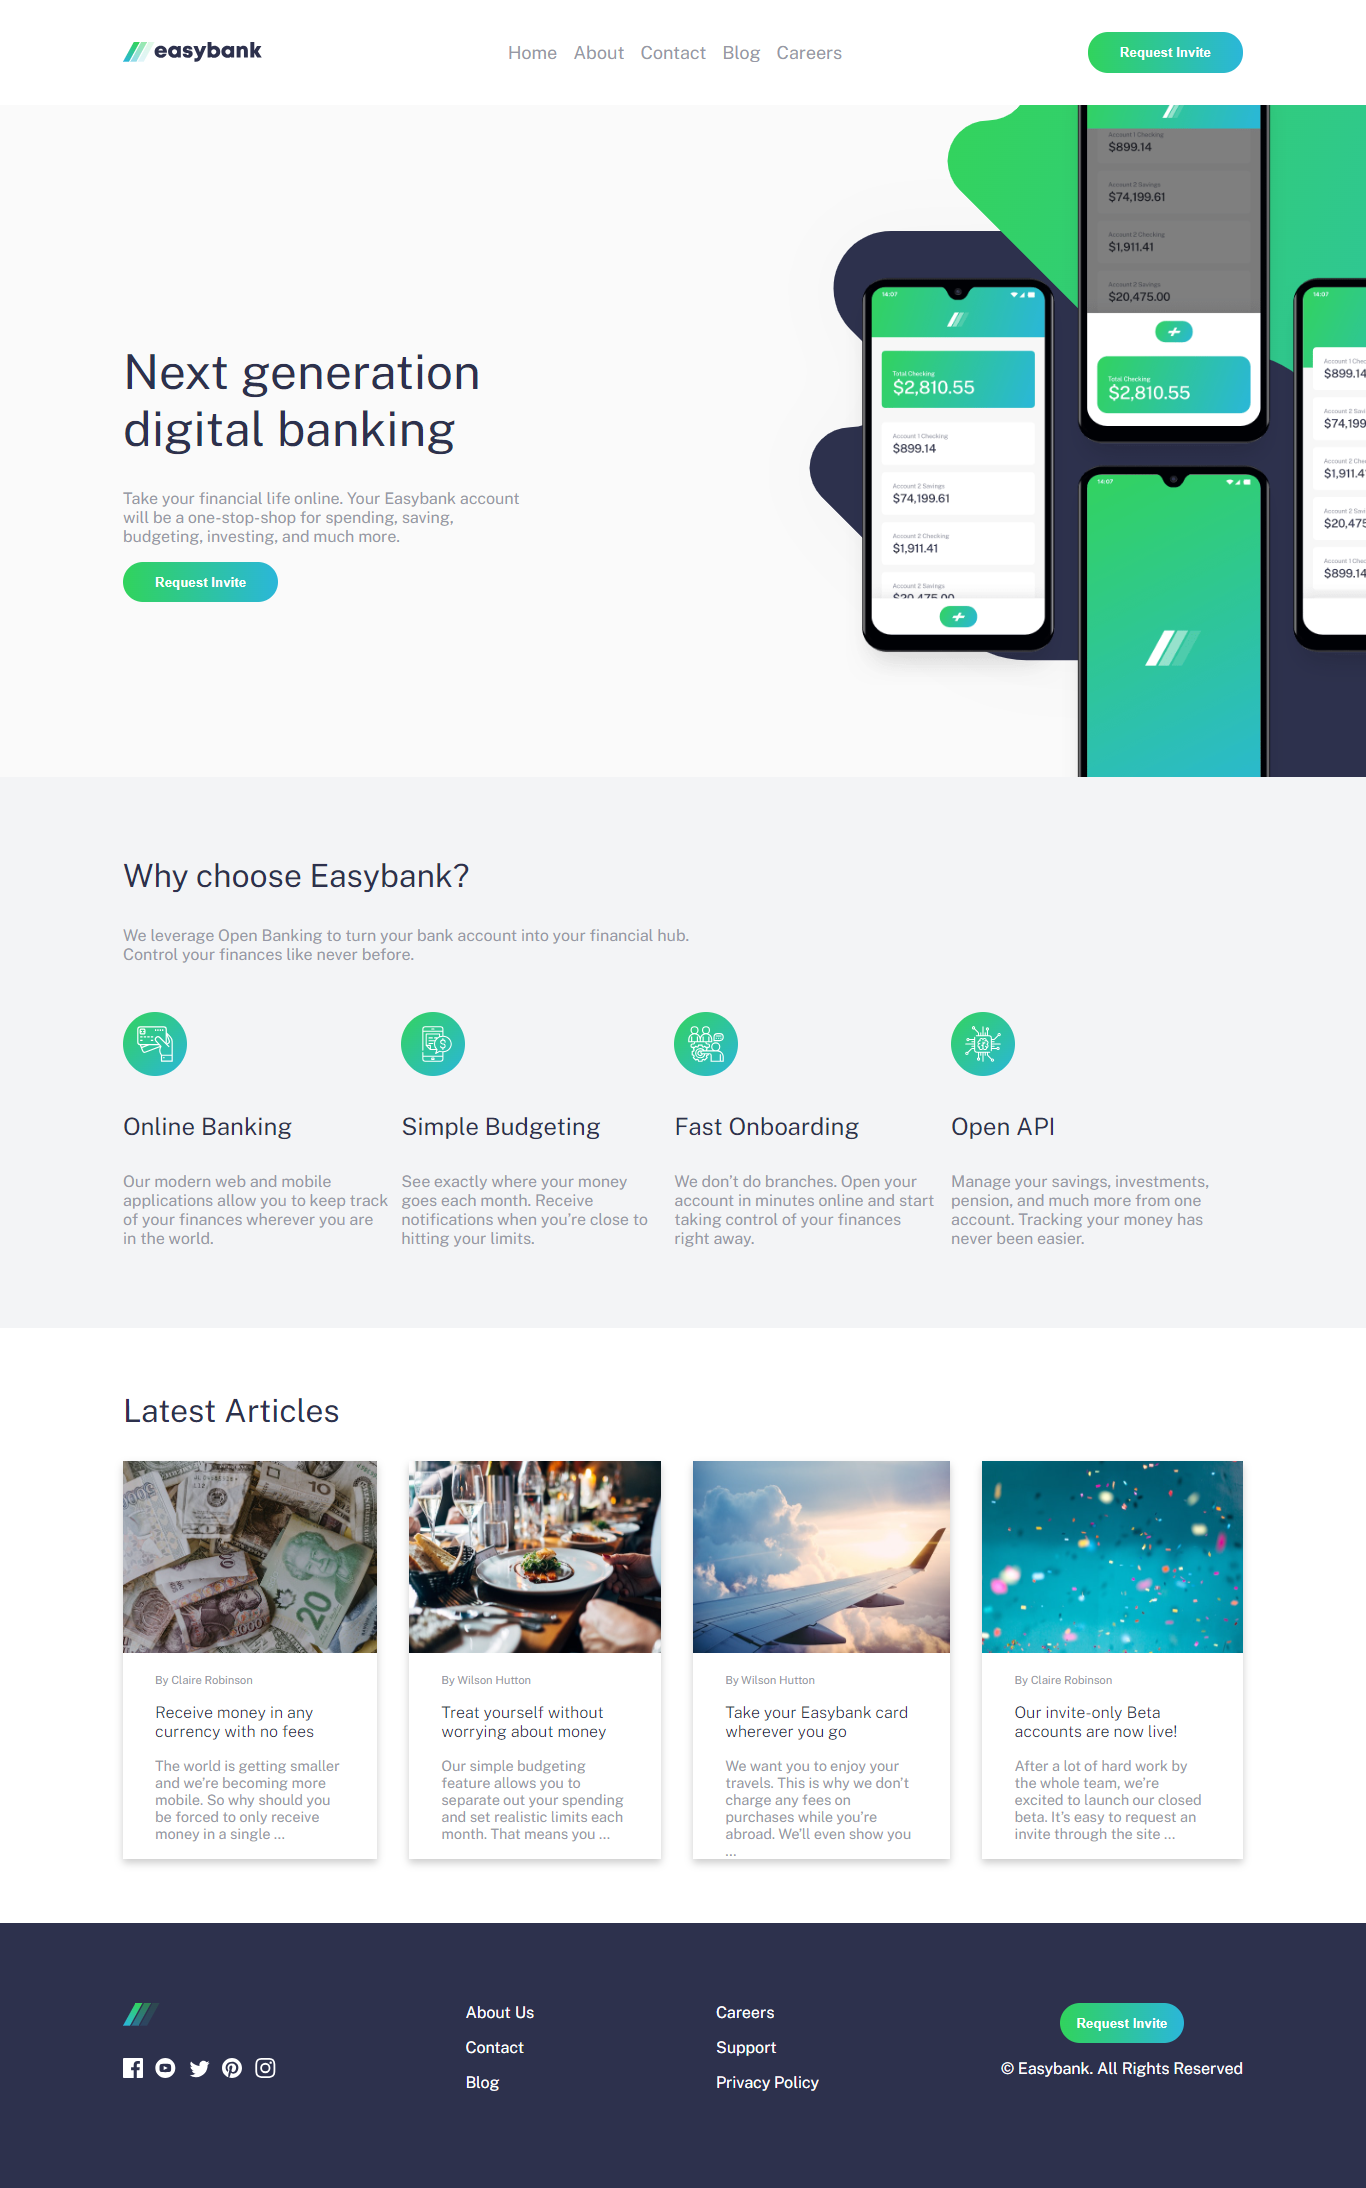 easybank
Home About Contact Blog Careers
Request Invite
Account 1 Checking
$899.14
Account 2 Savings
$74,199.61
Account 2 Checking
$1,911.41
Account 2 Savings
$20,475.00
Total Checking
$2,810.55
14:07
Total Checking
$2,810.55
Account 1 Checking
$899.14
Account 2 Savings
$74,199.61
Account 2 Checking
$1,911.41
Account 2 Savings
$20,475.00
14:07
14:07
Account 1 Chec
$899.14
Account 2 Savi
$74,199
Account 2 Che
$1,911.4
Account 2 Savi
$20,475
Account 1 Chec
$899.14
Next generation
digital banking
Take your financial life online. Your Easybank account
will be a one-stop-shop for spending, saving,
budgeting, investing, and much more.
Request Invite
Why choose Easybank?
We leverage Open Banking to turn your bank account into your financial hub.
Control your finances like never before.
Online Banking
Our modern web and mobile
applications allow you to keep track
of your finances wherever you are
in the world.
Simple Budgeting
See exactly where your money
goes each month. Receive
notifications when you're close to
hitting your limits.
Fast Onboarding
We don't do branches. Open your
account in minutes online and start
taking control of your finances
right away.
Open API
Manage your savings, investments,
pension, and much more from one
account. Tracking your money has
never been easier.
Latest Articles
10
20
1000
By Claire Robinson
Receive money in any
currency with no fees
The world is getting smaller
and we're becoming more
mobile. So why should you
be forced to only receive
money in a single ...
By Wilson Hutton
Treat yourself without
worrying about money
Our simple budgeting
feature allows you to
separate out your spending
and set realistic limits each
month. That means you ...
By Wilson Hutton
Take your Easybank card
wherever you go
We want you to enjoy your
travels. This is why we don't
charge any fees on
purchases while you're
abroad. We'll even show you
...
By Claire Robinson
Our invite-only Beta
accounts are now live!
After a lot of hard work by
the whole team, we're
excited to launch our closed
beta. It's easy to request an
invite through the site ...
About Us
Contact
Blog
Careers
Support
Privacy Policy
Request Invite
© Easybank. All Rights Reserved